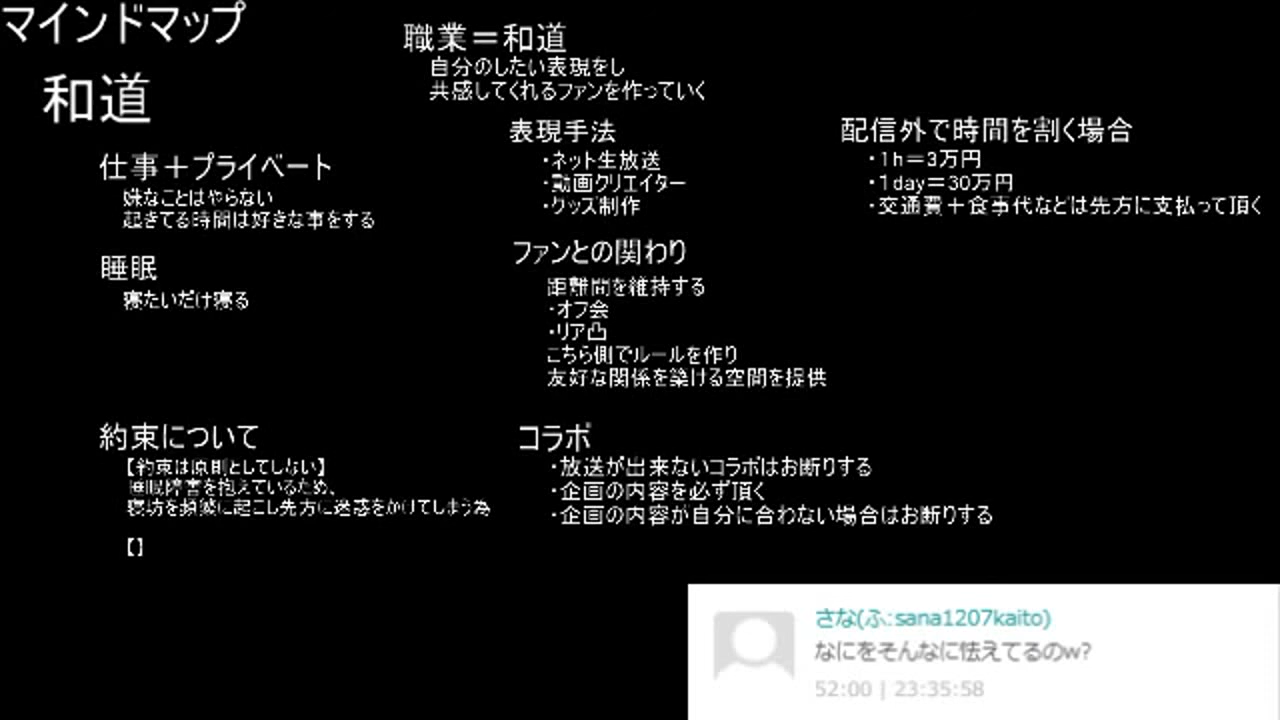 マインドマップ
和道
仕事＋プライベート
嫌なことはやらない
起きてる時間は好きな事をする
睡眠
寝たいだけ寝る
約束について
【約束は原則としてしない】
睡眠障害を抱えているため、
寝坊を頻繁に起こし先方に迷惑をかけてしまう為
【】
職業＝和道
自分のしたい表現をし
共感してくれるファンを作っていく
表現手法
・ネット生放送
・動画クリエイター
・グッズ制作
ファンとの関わり
距離間を維持する
・オフ会
・リア凸
こちら側でルールを作り
友好な関係を築ける空間を提供
コラボ
・放送が出来ないコラボはお断りする
・企画の内容を必ず頂く
・企画の内容が自分に合わない場合はお断りする
配信外で時間を割く場合
・1h＝3万円
・1day＝30万円
・交通費＋食事代などは先方に支払って頂く
さな(ふ:sana1207kaito)
なにをそんなに怯えてるのw?
52:00 | 23:35:58